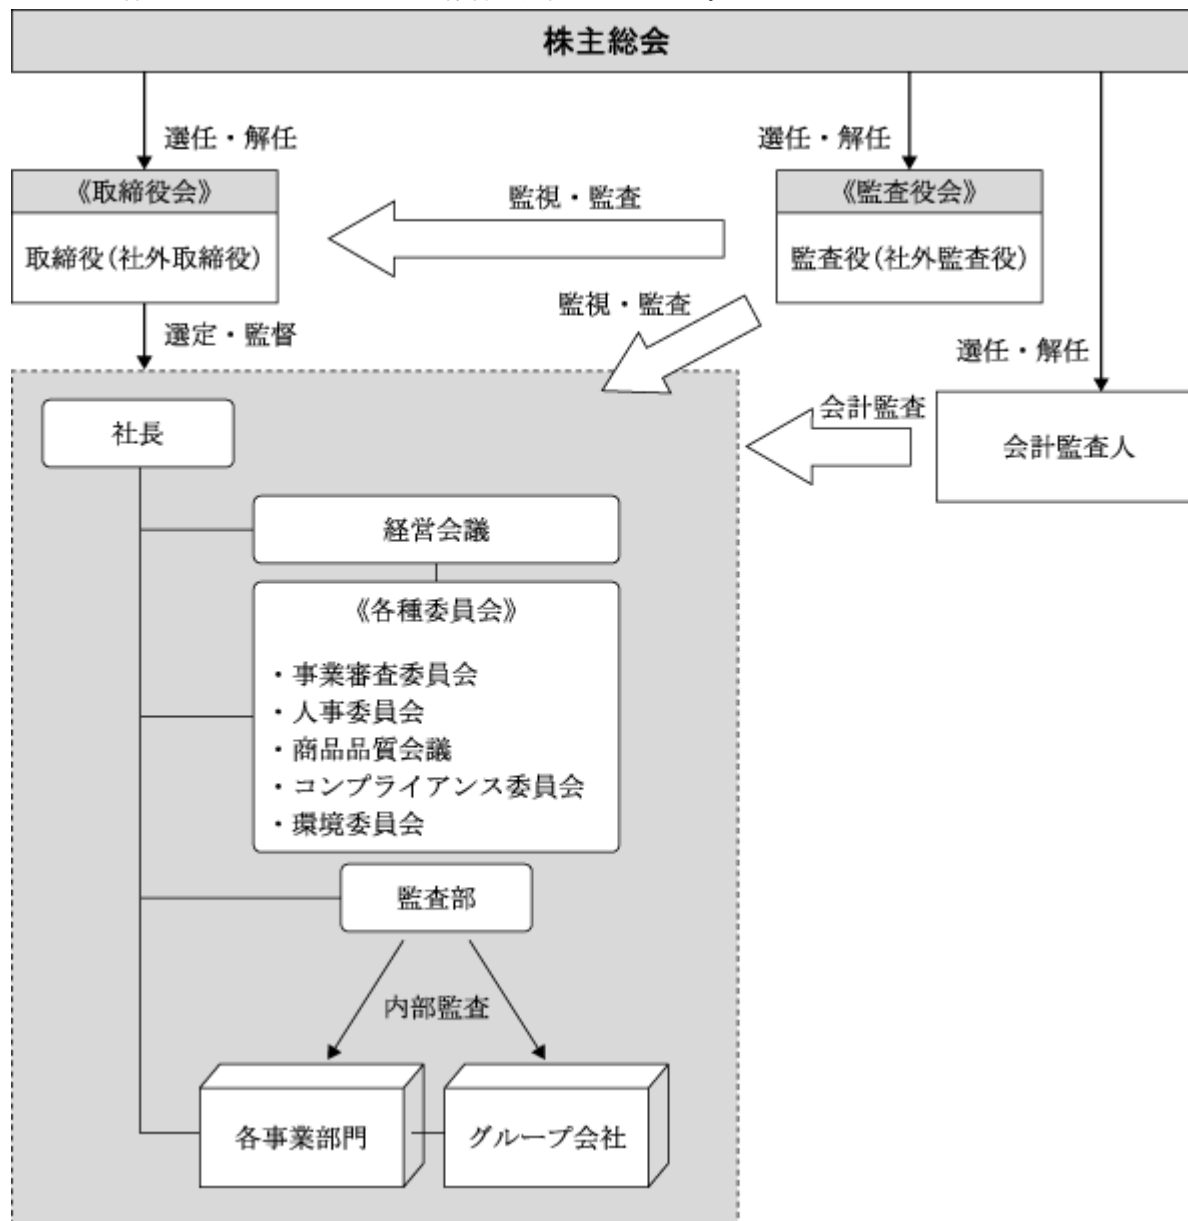 株主総会
選任・解任
選任・解任
《取締役会》
取締役(社外取締役)
監視・監査
《監査役会》
監査役(社外監査役)
監視・監査
選定・監督
選任・解任
会計監査
会計監査人
社長
経営会議
《各種委員会》
・事業審査委員会
・人事委員会
・商品品質会議
・コンプライアンス委員会
・環境委員会
監査部
内部監査
各事業部門
グループ会社